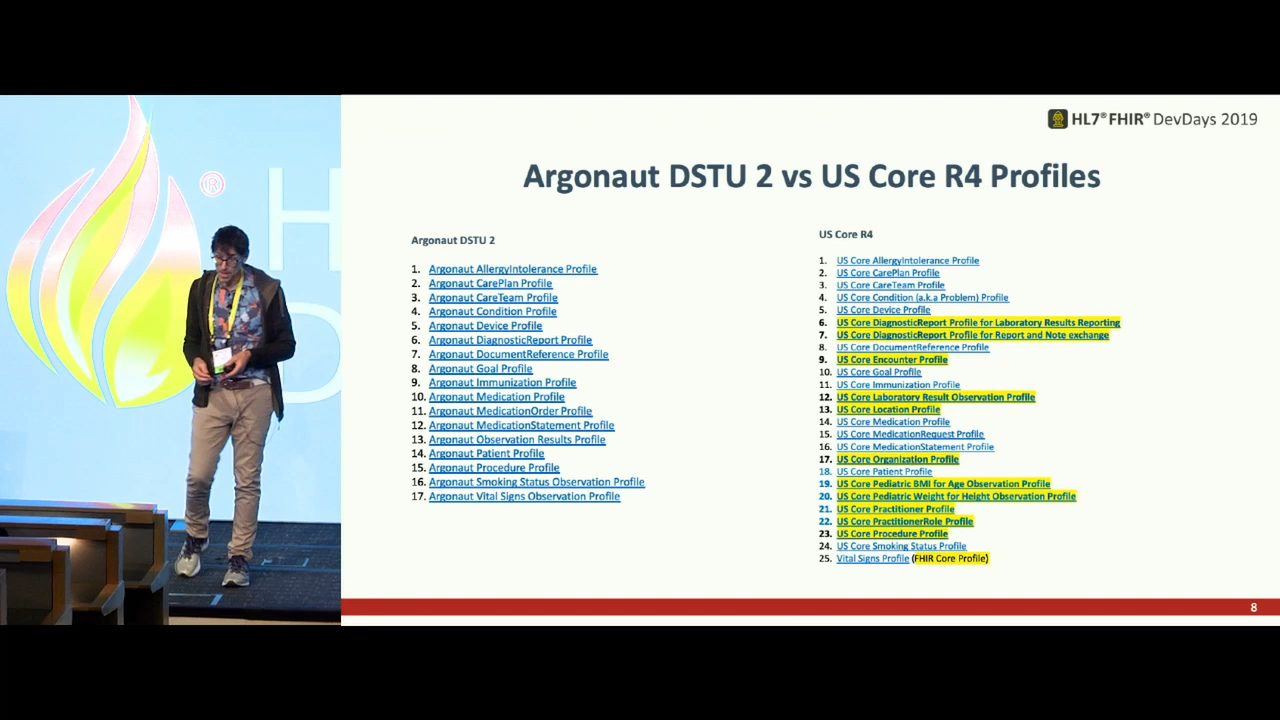 HL7® FHIR® DevDays 2019
Argonaut DSTU 2 vs US Core R4 Profiles
Argonaut DSTU 2
1. Argonaut AllergyIntolerance Profile
2. Argonaut CarePlan Profile
3. Argonaut CareTeam Profile
4. Argonaut Condition Profile
5. Argonaut Device Profile
6. Argonaut DiagnosticReport Profile
7. Argonaut DocumentReference Profile
8. Argonaut Goal Profile
9. Argonaut Immunization Profile
10. Argonaut Medication Profile
11. Argonaut MedicationOrder Profile
12. Argonaut MedicationStatement Profile
13. Argonaut Observation Results Profile
14. Argonaut Patient Profile
15. Argonaut Procedure Profile
16. Argonaut Smoking Status Observation Profile
17. Argonaut Vital Signs Observation Profile
US Core R4
1. US Core AllergyIntolerance Profile
2. US Core CarePlan Profile
3. US Core CareTeam Profile
4. US Core Condition (a.k.a Problem) Profile
5. US Core Device Profile
6. US Core DiagnosticReport Profile for Laboratory Results Reporting
7. US Core DiagnosticReport Profile for Report and Note exchange
8. US Core DocumentReference Profile
9. US Core Encounter Profile
10. US Core Goal Profile
11. US Core Immunization Profile
12. US Core Laboratory Result Observation Profile
13. US Core Location Profile
14. US Core Medication Profile
15. US Core MedicationRequest Profile
16. US Core MedicationStatement Profile
17. US Core Organization Profile
18. US Core Patient Profile
19. US Core Pediatric BMI for Age Observation Profile
20. US Core Pediatric Weight for Height Observation Profile
21. US Core Practitioner Profile
22. US Core PractitionerRole Profile
23. US Core Procedure Profile
24. US Core Smoking Status Profile
25. Vital Signs Profile (FHIR Core Profile)
8
®
H